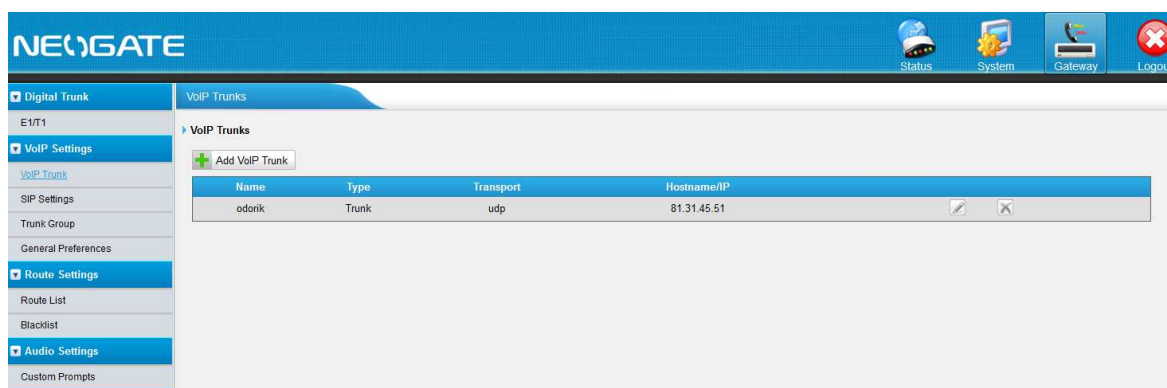 NEOGATE
Status System Gateway Logou
Digital Trunk
VoIP Trunks
E1/T1
VoIP Trunks
VoIP Settings
Add VoIP Trunk
VoIP Trunk
Name Type Transport Hostname/IP
SIP Settings
odorik Trunk udp 81.31.45.51
Trunk Group
General Preferences
Route Settings
Route List
Blacklist
Audio Settings
Custom Prompts